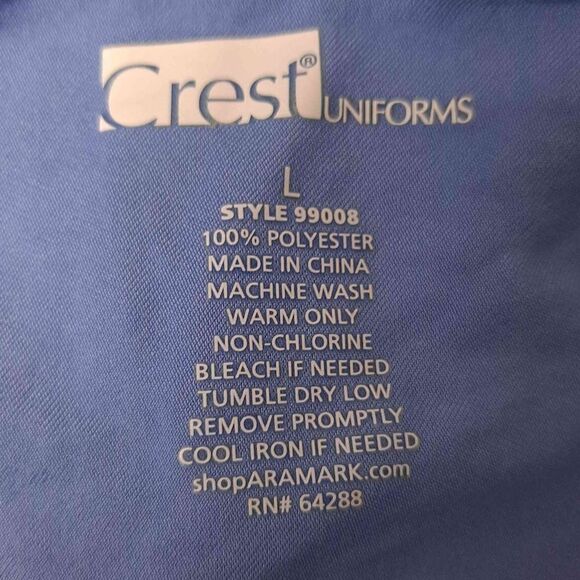 Crest® UNIFORMS
L
STYLE 99008
100% POLYESTER
MADE IN CHINA
MACHINE WASH
WARM ONLY
NON-CHLORINE
BLEACH IF NEEDED
TUMBLE DRY LOW
REMOVE PROMPTLY
COOL IRON IF NEEDED
shopARAMARK.com
RN# 64288